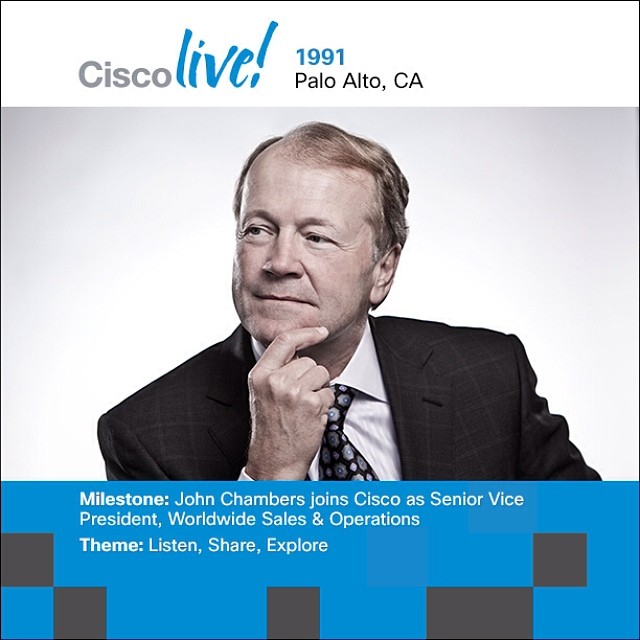 Cisco live!
1991
Palo Alto, CA
Milestone: John Chambers joins Cisco as Senior Vice
President, Worldwide Sales & Operations
Theme: Listen, Share, Explore